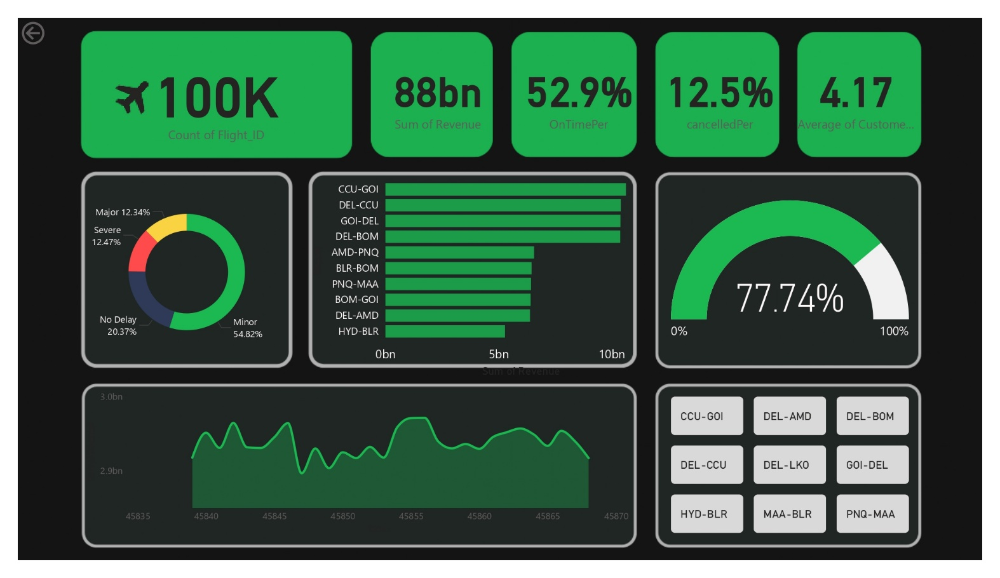 100K
Count of Flight_ID
88bn
Sum of Revenue
52.9%
OnTimePer
12.5%
cancelledPer
4.17
Average of Custome...
Major 12.34%
Severe
12.47%
No Delay
20.37%
Minor
54.82%
CCU-GOI
DEL-CCU
GOI-DEL
DEL-BOM
AMD-PNQ
BLR-BOM
PNQ-MAA
BOM-GOI
DEL-AMD
HYD-BLR
0bn 5bn 10bn
Sum of Revenue
77.74%
0% 100%
3.0bn
2.9bn
45835 45840 45845 45850 45855 45860 45865 45870
CCU-GOI DEL-AMD DEL-BOM
DEL-CCU DEL-LKO GOI-DEL
HYD-BLR MAA-BLR PNQ-MAA